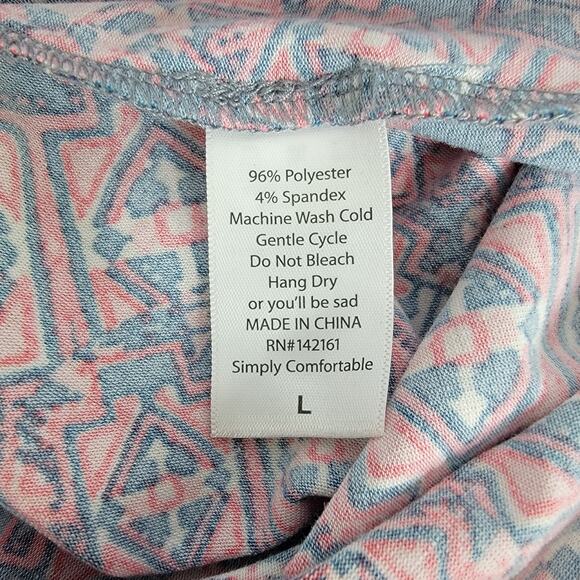 96% Polyester
4% Spandex
Machine Wash Cold
Gentle Cycle
Do Not Bleach
Hang Dry
or you'll be sad
MADE IN CHINA
RN#142161
Simply Comfortable
L